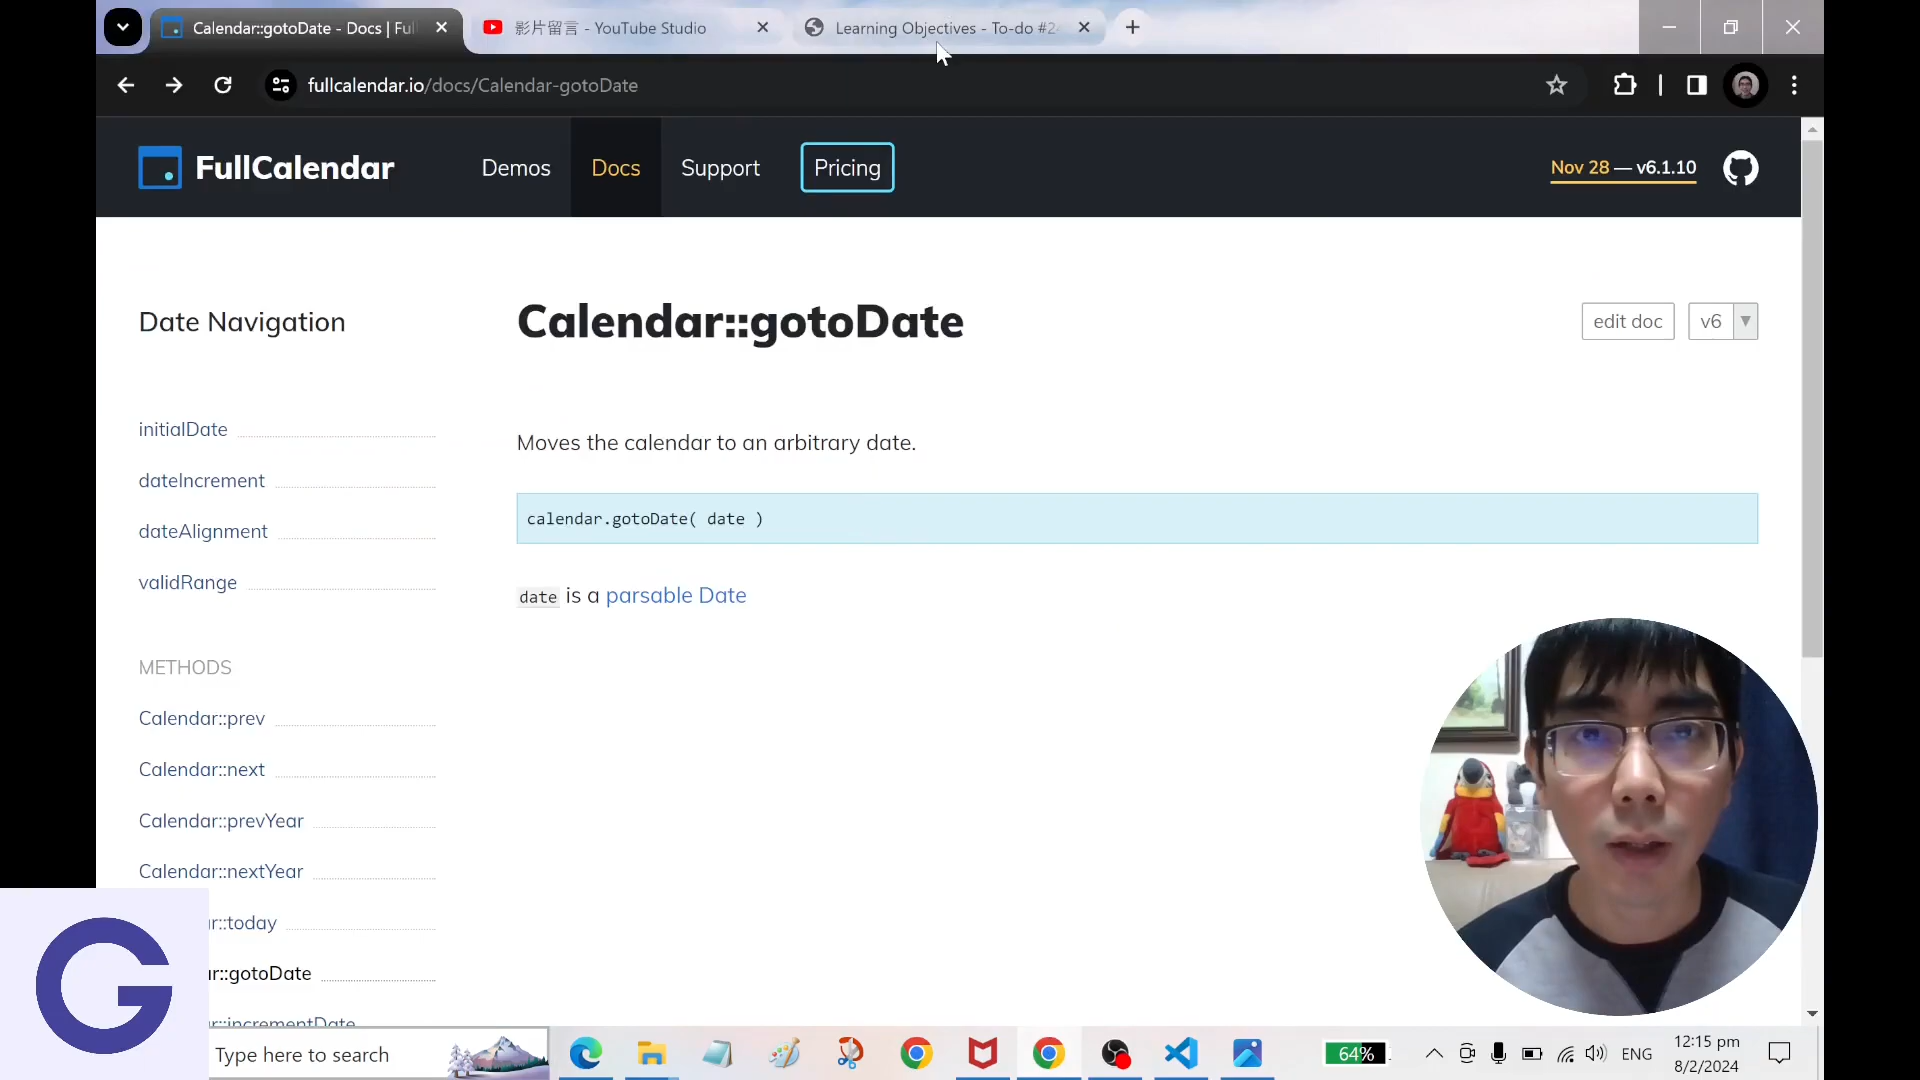 Calendar::gotoDate - Docs | Ful
影片留言 - YouTube Studio
Learning Objectives - To-do #24
fullcalendar.io/docs/Calendar-gotoDate
FullCalendar
Demos
Docs
Support
Pricing
Nov 28 — v6.1.10
Date Navigation
Calendar::gotoDate
edit doc
v6
initialDate
dateIncrement
dateAlignment
validRange
Moves the calendar to an arbitrary date.
calendar.gotoDate( date )
date is a parsable Date
METHODS
Calendar::prev
Calendar::next
Calendar::prevYear
Calendar::nextYear
r::today
r::gotoDate
r::incrementDate
G
Type here to search
64%
ENG
12:15 pm
8/2/2024